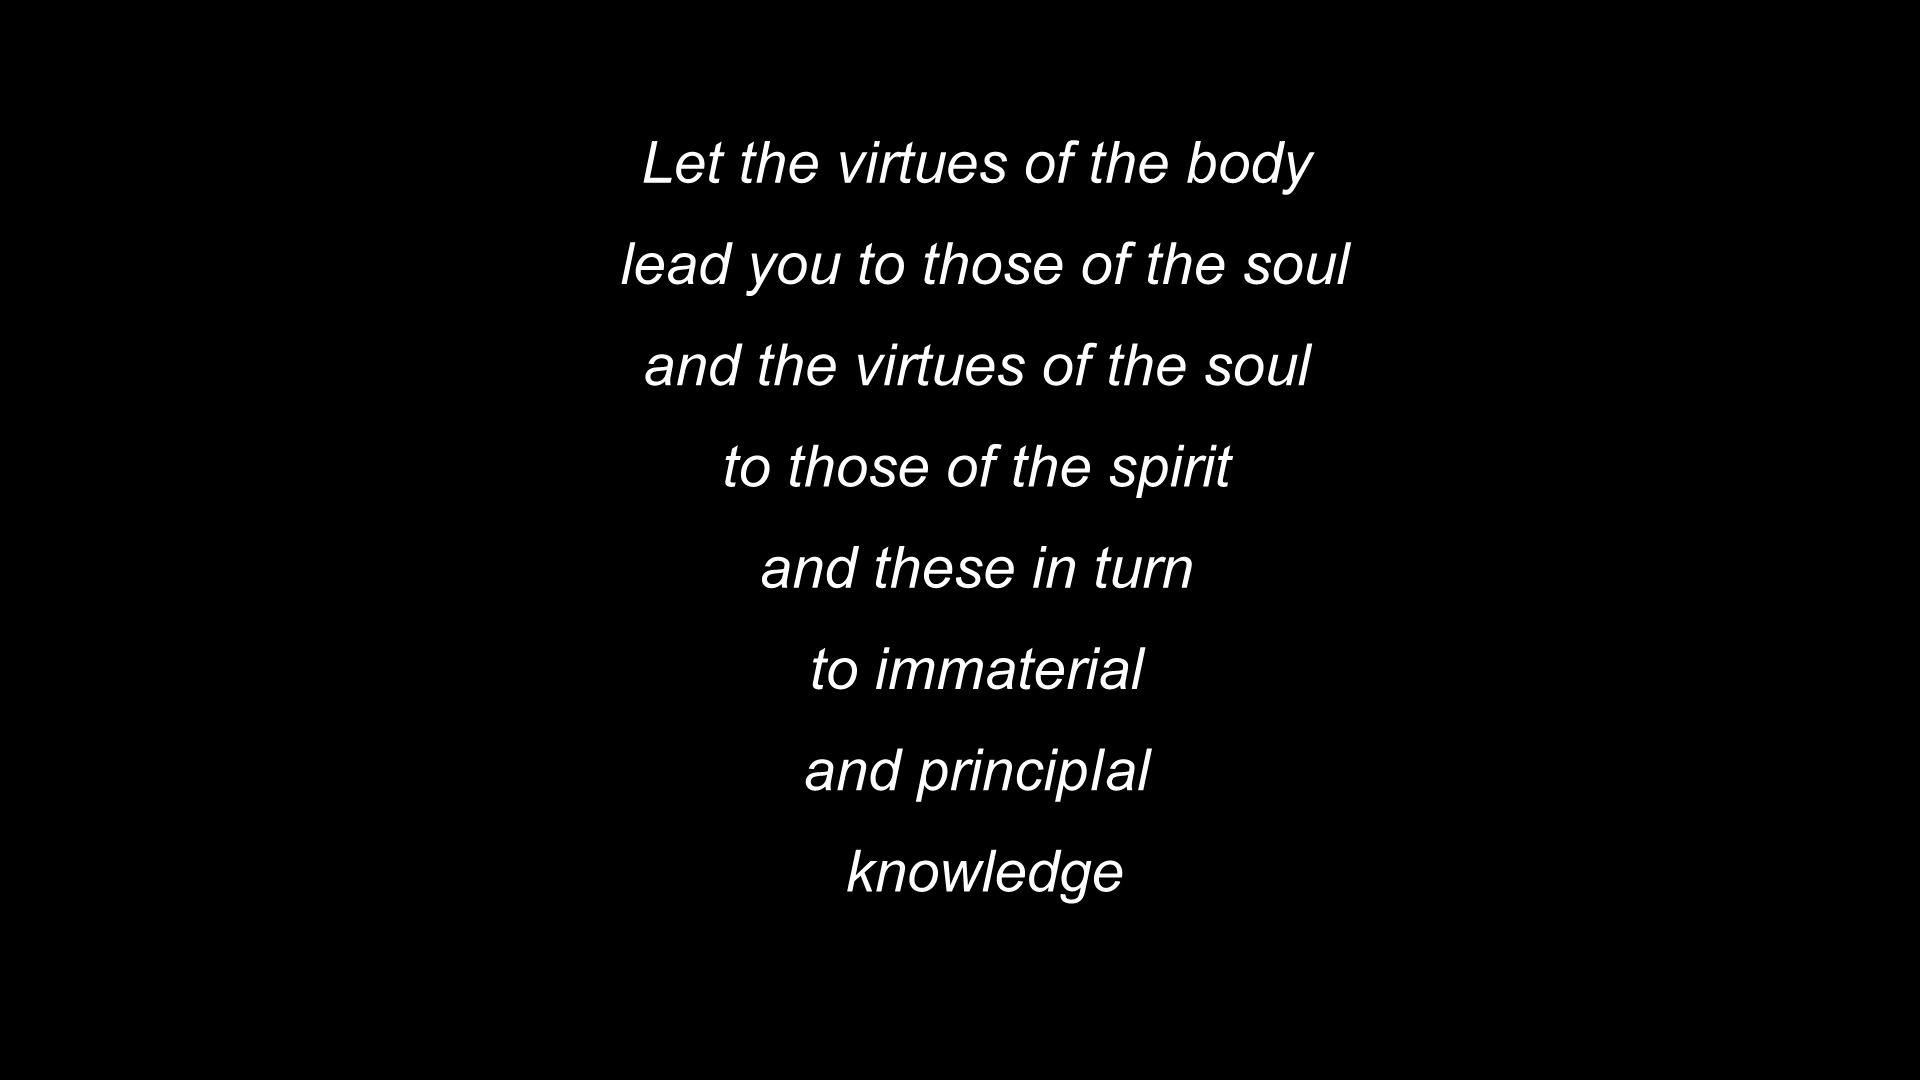 Let the virtues of the body
lead you to those of the soul
and the virtues of the soul
to those of the spirit
and these in turn
to immaterial
and principIal
knowledge